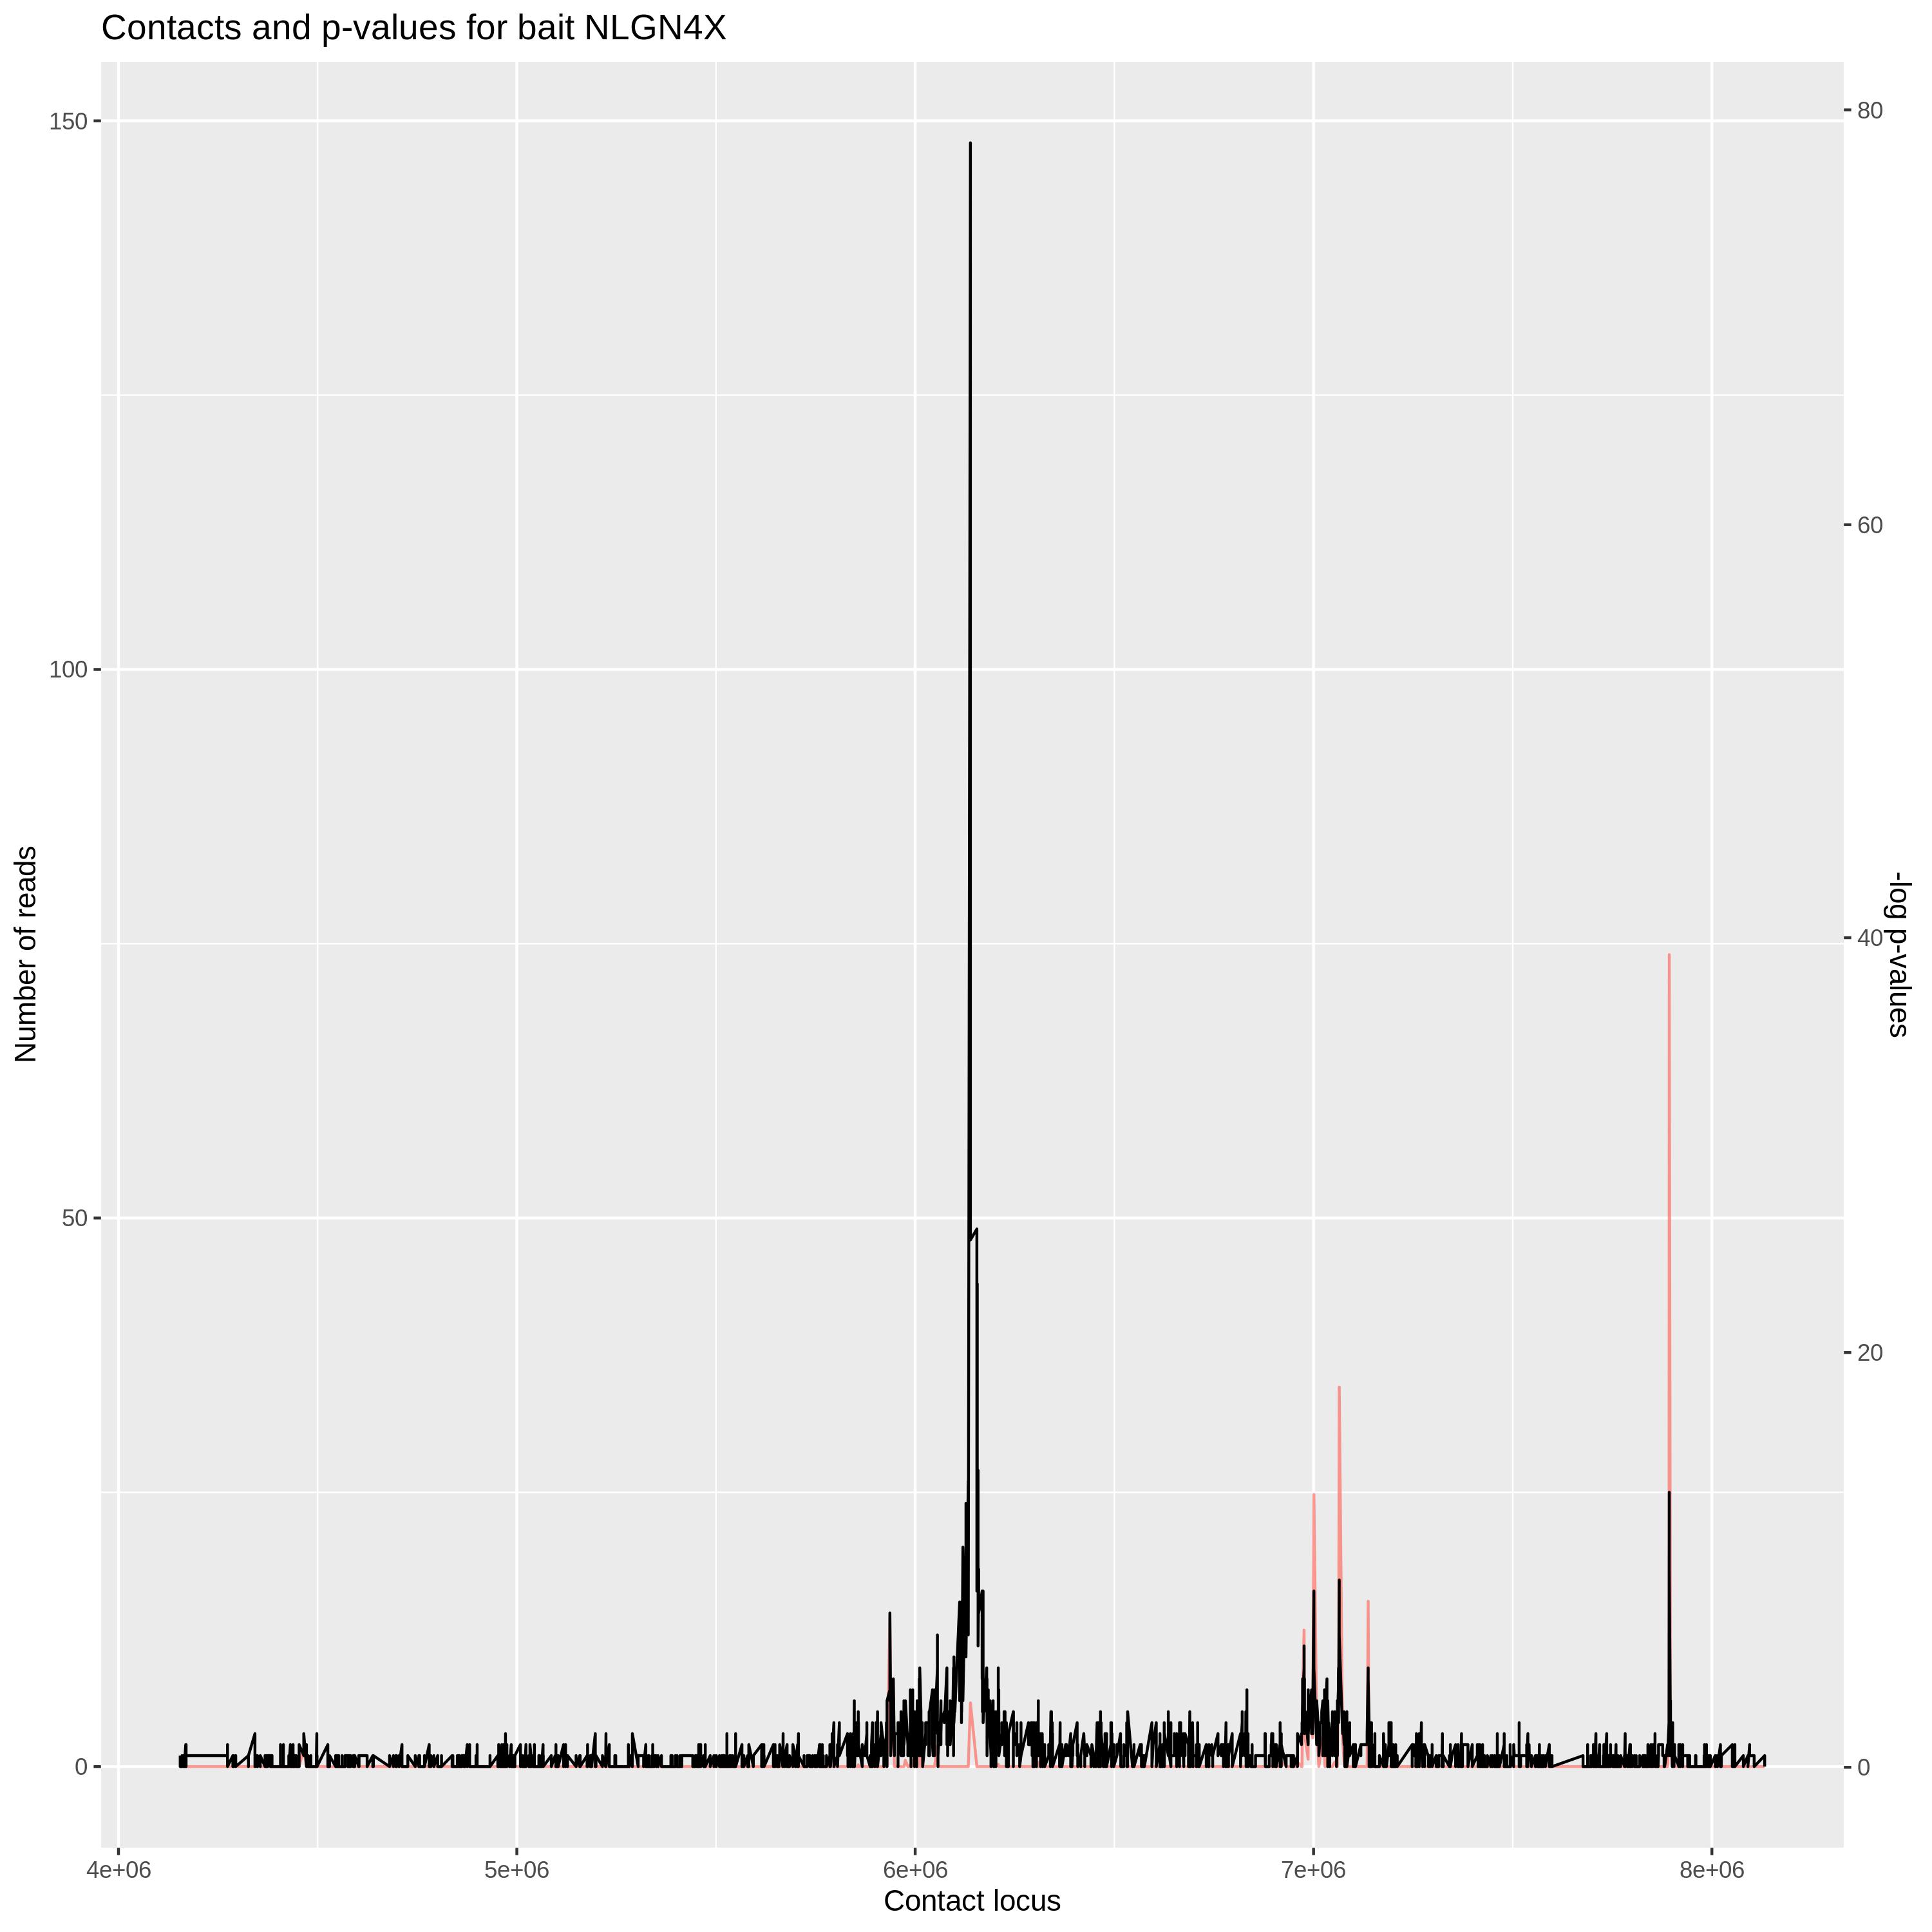 Contacts and p-values for bait NLGN4X
150
100
50
0
Number of reads
80
60
40
20
0
-log p-values
4e+06
5e+06
6e+06
7e+06
8e+06
Contact locus